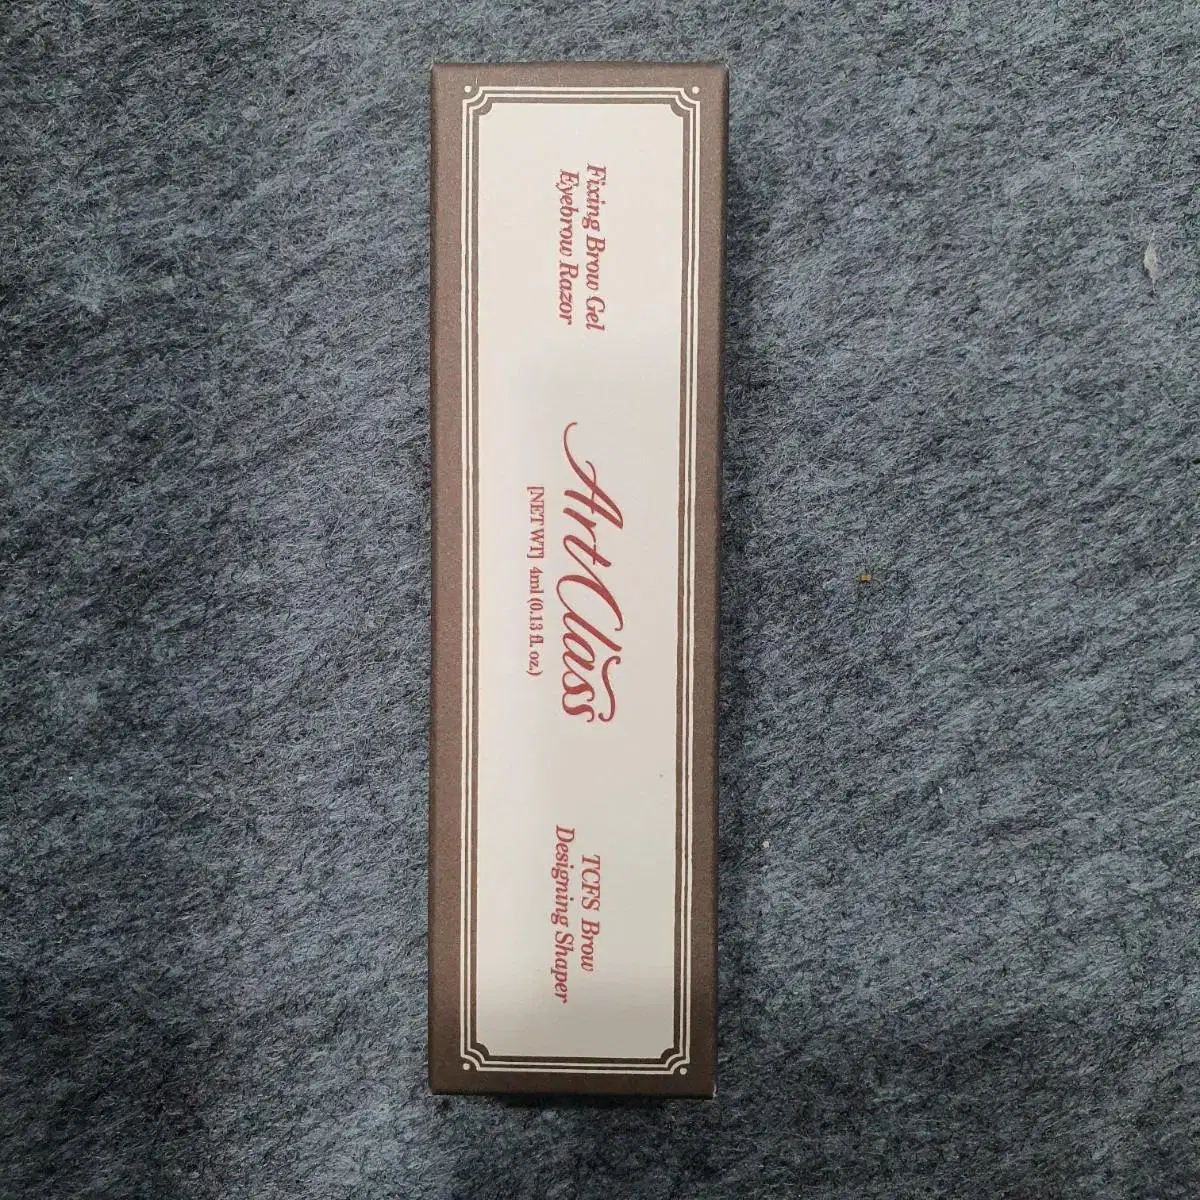 Fixing Brow Gel
Eyebrow Razor
ArtClass
[NET WT] 4ml (0.13 fl. oz.)
TCFS Brow
Designing Shaper